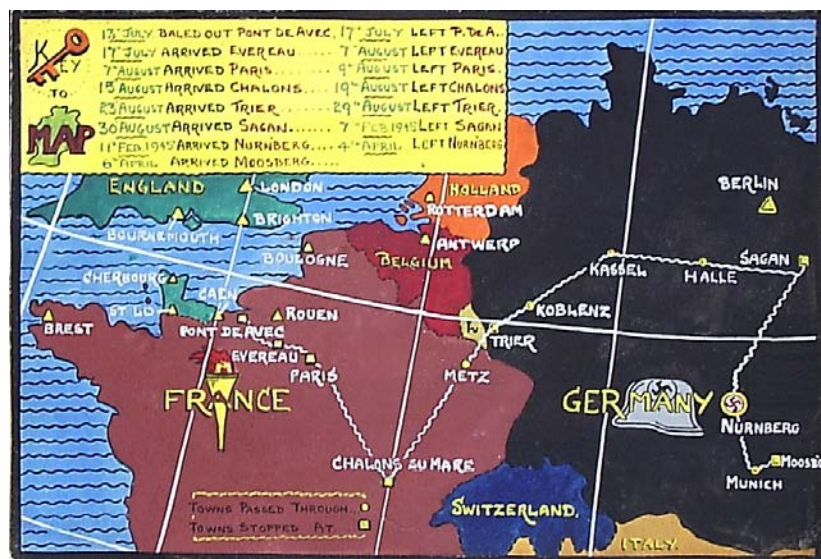 KEY
TO
MAP
13th JULY BALED OUT PONT DE AVEC, 17th JULY LEFT P. DE A..
17th JULY ARRIVED EVEREAU ..... 7th AUGUST LEFT EVEREAU
7th AUGUST ARRIVED PARIS ...... 9th AUGUST LEFT PARIS.
15 AUGUST ARRIVED CHALONS.... 19th AUGUST LEFT CHALONS
23 AUGUST ARRIVED TRIER ....... 29th AUGUST LEFT TRIER.
30 AUGUST ARRIVED SAGAN....... 7th FEB 1945 LEFT SAGAN
11th FEB. 1945 ARRIVED NURNBERG.... 4th APRIL LEFT NURNBERG
6th APRIL ARRIVED MOOSBERG.....
ENGLAND
LONDON
HOLLAND
BERLIN
ROTTERDAM
BOURNEMOUTH
BRIGHTON
ANTWERP
BOULOGNE
BELGIUM
KASSEL
HALLE
SAGAN
CHERBOURG
CAEN
KOBLENZ
BREST
ST LO
PONT DE AVEC
ROUEN
TRIER
EVEREAU
PARIS
METZ
FRANCE
GERMANY
NÜRNBERG
CHALONS SU MARE
MUNICH
TOWNS PASSED THROUGH...
TOWNS STOPPED AT.
SWITZERLAND.
ITALY.